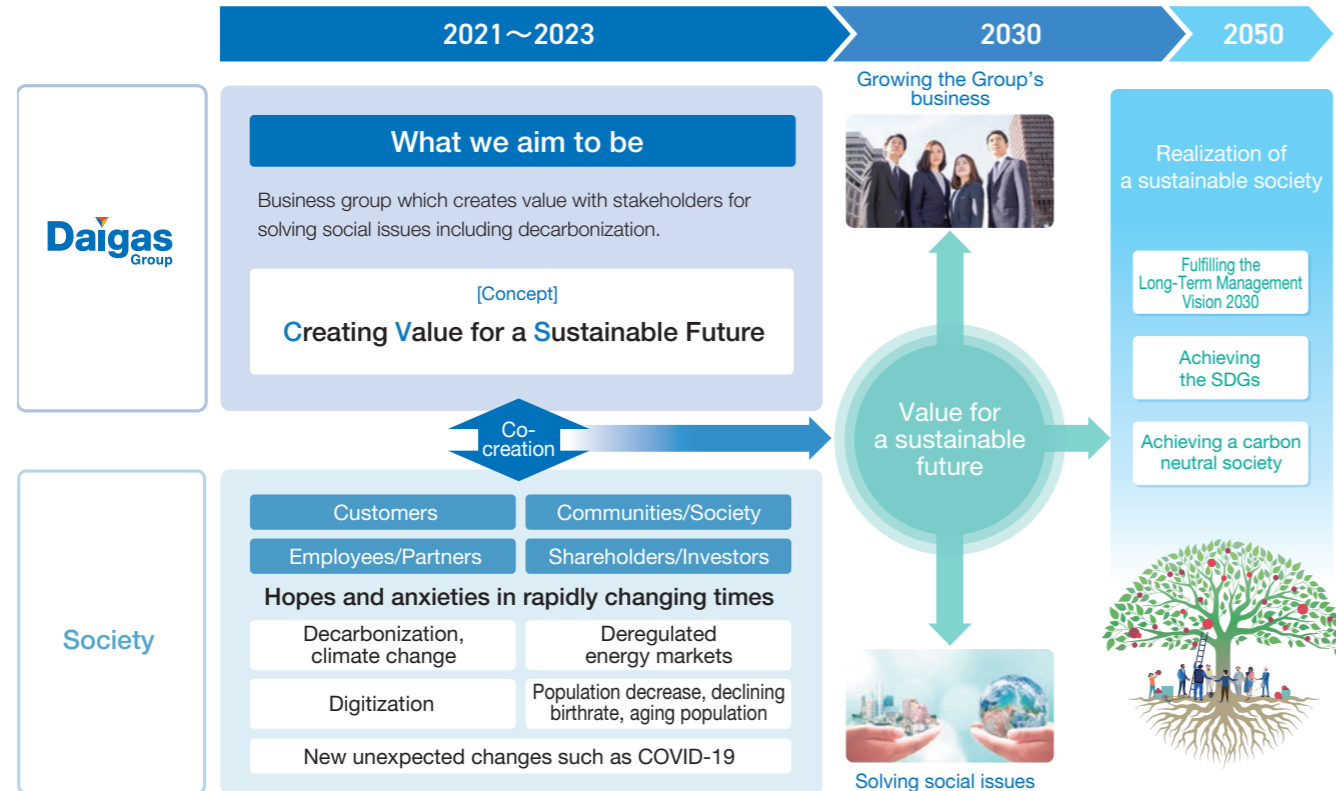 2021～2023
2030
2050
Daigas
Group
What we aim to be
Business group which creates value with stakeholders for
solving social issues including decarbonization.
[Concept]
Creating Value for a Sustainable Future
Co-
creation
Society
Customers
Communities/Society
Employees/Partners
Shareholders/Investors
Hopes and anxieties in rapidly changing times
Decarbonization,
climate change
Deregulated
energy markets
Digitization
Population decrease, declining
birthrate, aging population
New unexpected changes such as COVID-19
Growing the Group's
business
Value for
a sustainable
future
Solving social issues
Realization of
a sustainable society
Fulfilling the
Long-Term Management
Vision 2030
Achieving
the SDGs
Achieving a carbon
neutral society